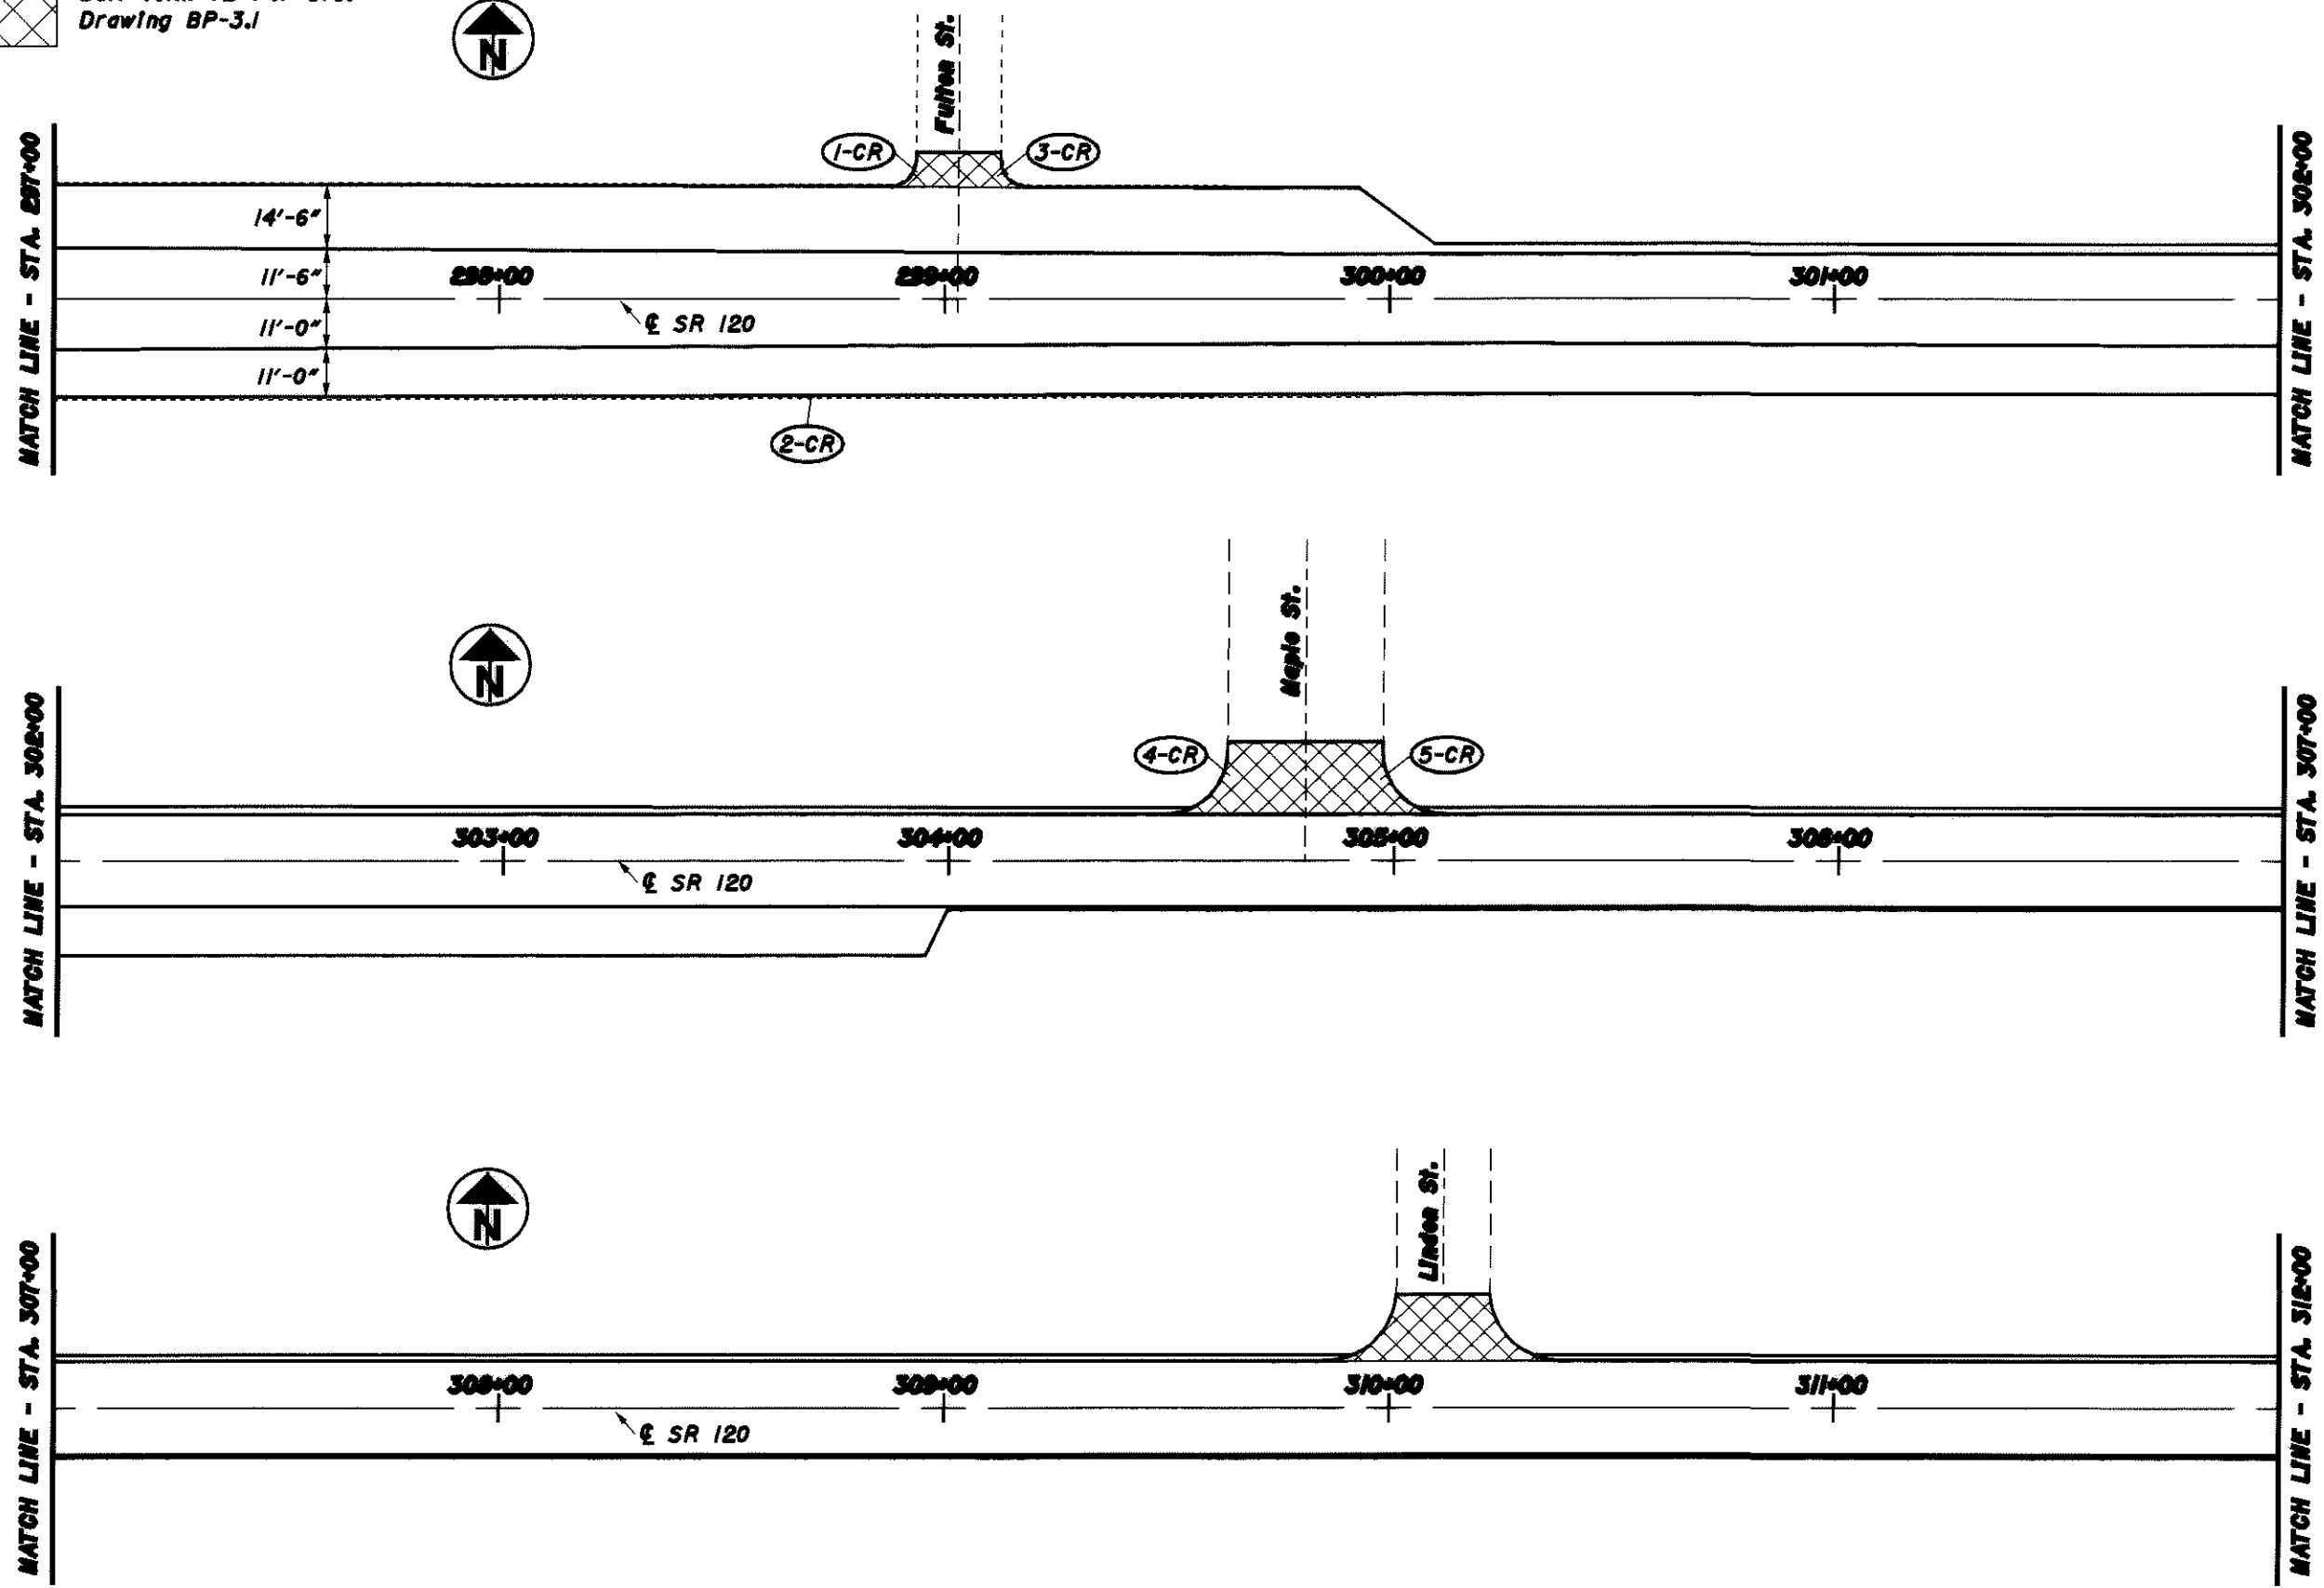 Drawing BP-3.1
N
Fulton St.
1-CR
3-CR
MATCH LINE - STA. 297+00
MATCH LINE - STA. 302+00
14'-6"
11'-6"
298+00
299+00
300+00
301+00
11'-0"
℄ SR 120
11'-0"
2-CR
N
Maple St.
4-CR
5-CR
MATCH LINE - STA. 302+00
MATCH LINE - STA. 307+00
303+00
304+00
305+00
306+00
℄ SR 120
N
Linden St.
MATCH LINE - STA. 307+00
MATCH LINE - STA. 312+00
308+00
309+00
310+00
311+00
℄ SR 120